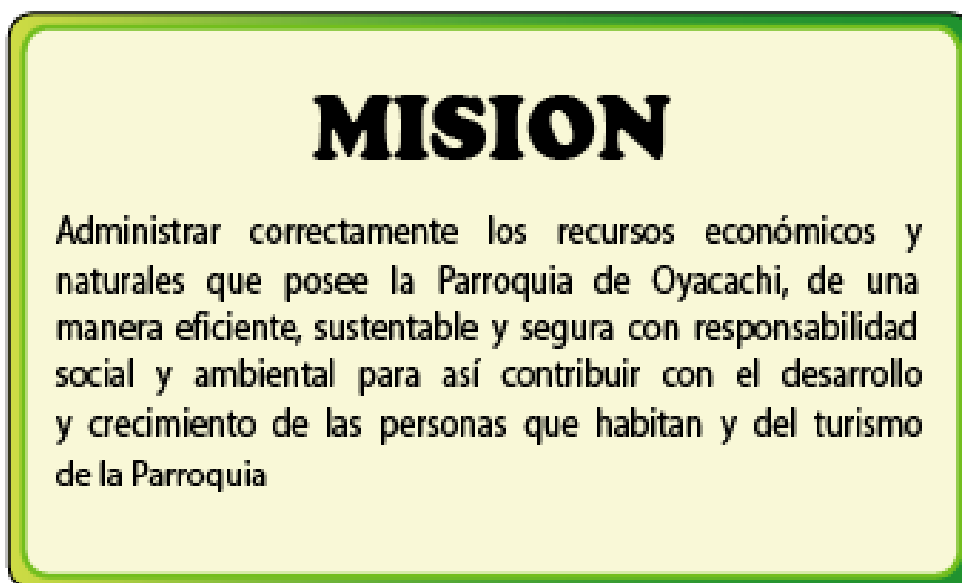 MISION
Administrar correctamente los recursos económicos y
naturales que posee la Parroquia de Oyacachi, de una
manera eficiente, sustentable y segura con responsabilidad
social y ambiental para así contribuir con el desarrollo
y crecimiento de las personas que habitan y del turismo
de la Parroquia